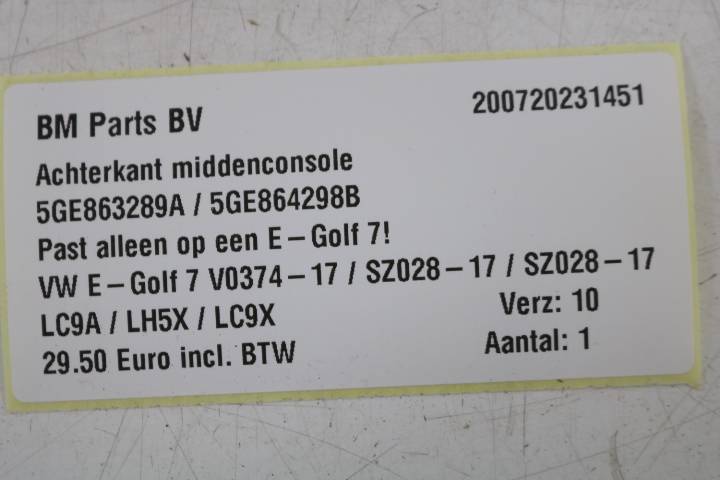 BM Parts BV 200720231451
Achterkant middenconsole
5GE863289A / 5GE864298B
Past alleen op een E-Golf 7!
VW E-Golf 7 V0374-17 / SZ028-17 / SZ028-17
LC9A / LH5X / LC9X Verz: 10
29.50 Euro incl. BTW Aantal: 1